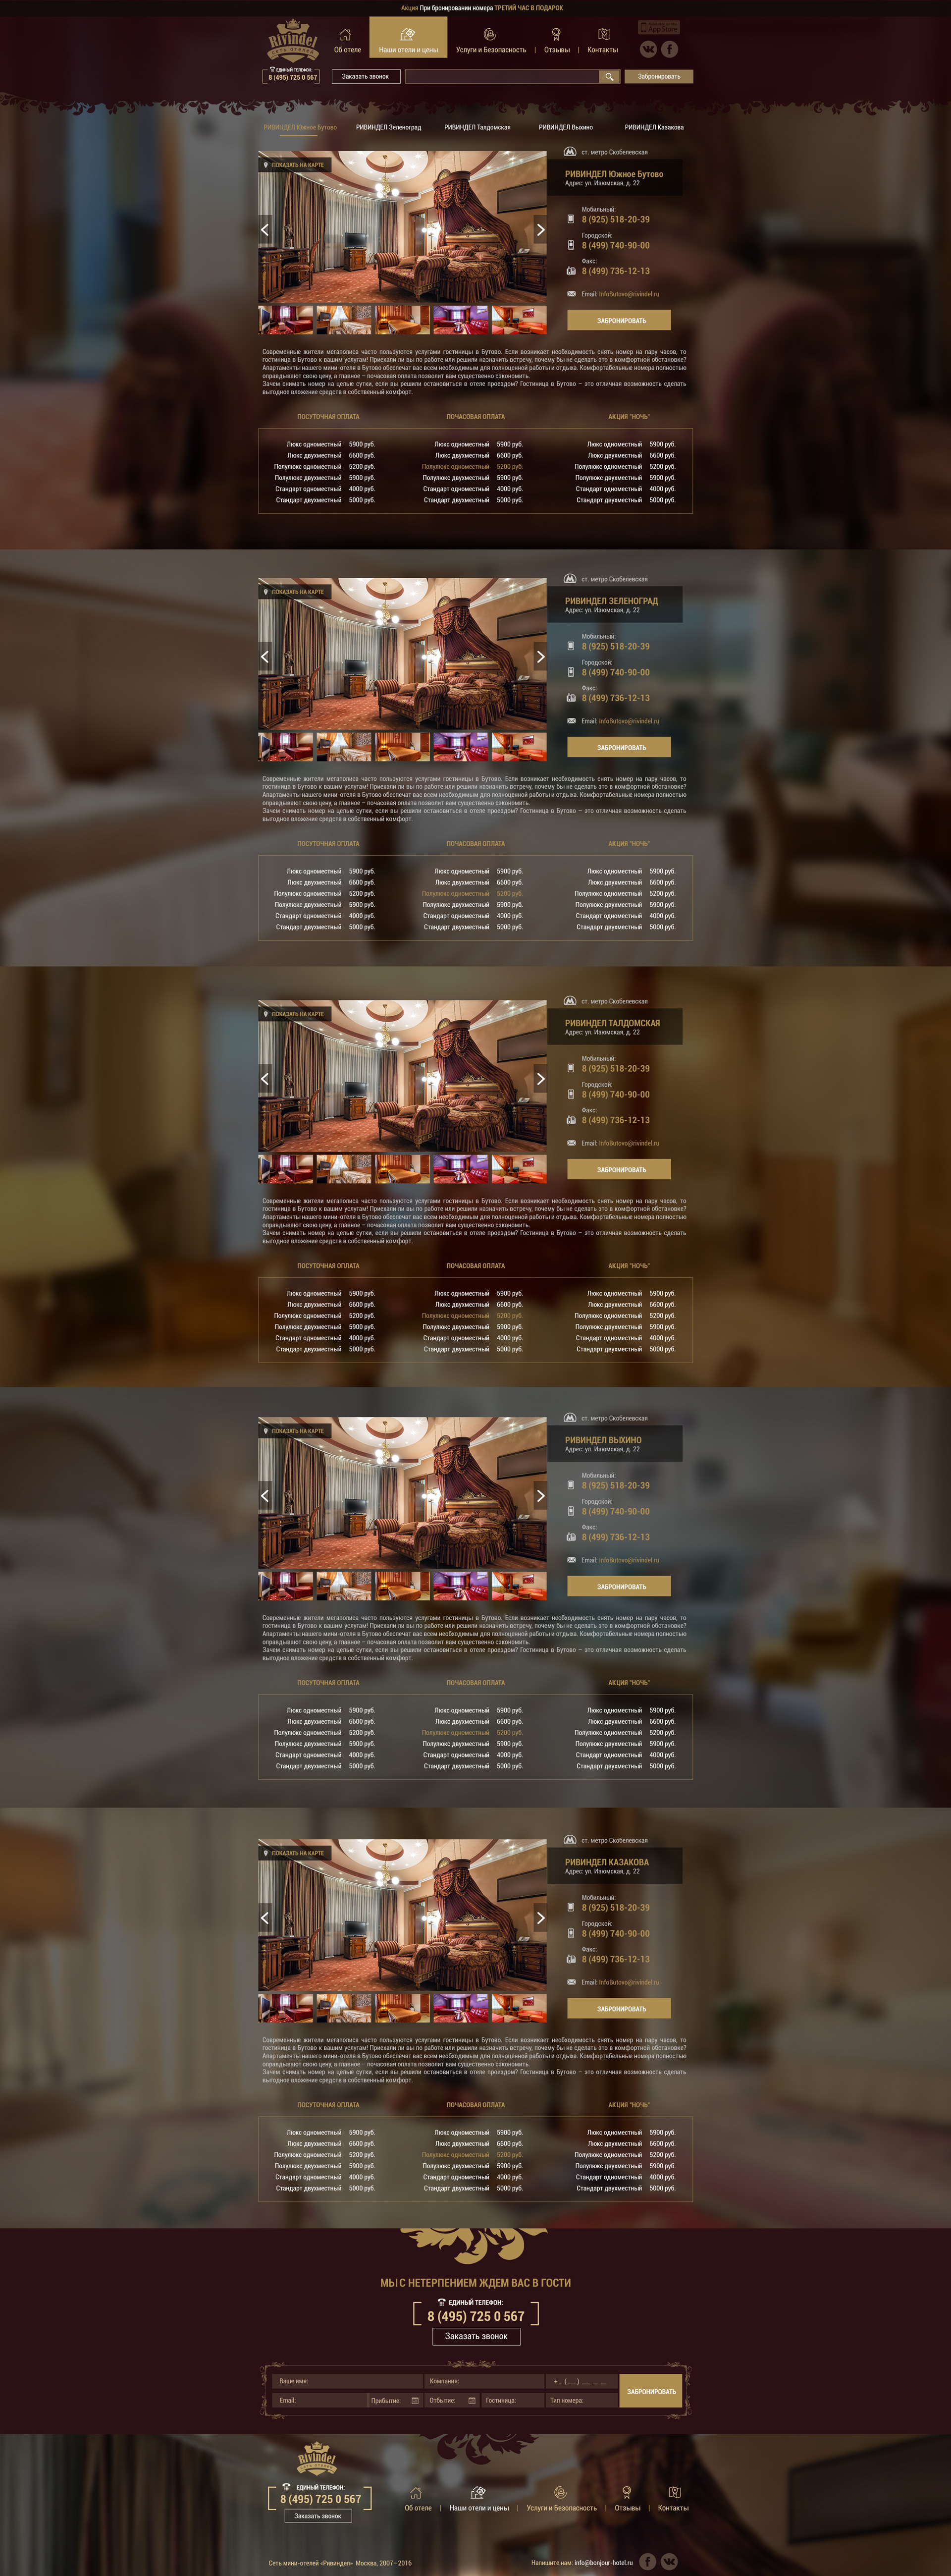 Акция При бронировании номера ТРЕТИЙ ЧАС В ПОДАРОК
Rivindel
СЕТЬ ОТЕЛЕЙ
Об отеле
Наши отели и цены
Услуги и Безопасность | Отзывы | Контакты
App Store
ЕДИНЫЙ ТЕЛЕФОН:
8 (495) 725 0 567
Заказать звонок
Забронировать
РИВИНДЕЛ Южное Бутово
РИВИНДЕЛ Зеленоград
РИВИНДЕЛ Талдомская
РИВИНДЕЛ Выхино
РИВИНДЕЛ Казакова
ПОКАЗАТЬ НА КАРТЕ
ст. метро Скобелевская
РИВИНДЕЛ Южное Бутово
Адрес: ул. Изюмская, д. 22
Мобильный:
8 (925) 518-20-39
Городской:
8 (499) 740-90-00
Факс:
8 (499) 736-12-13
Email: InfoButovo@rivindel.ru
ЗАБРОНИРОВАТЬ
Современные жители мегаполиса часто пользуются услугами гостиницы в Бутово. Если возникает необходимость снять номер на пару часов, то
гостиница в Бутово к вашим услугам! Приехали ли вы по работе или решили назначить встречу, почему бы не сделать это в комфортной обстановке?
Апартаменты нашего мини-отеля в Бутово обеспечат вас всем необходимым для полноценной работы и отдыха. Комфортабельные номера полностью
оправдывают свою цену, а главное – почасовая оплата позволит вам существенно сэкономить.
Зачем снимать номер на целые сутки, если вы решили остановиться в отеле проездом? Гостиница в Бутово – это отличная возможность сделать
выгодное вложение средств в собственный комфорт.
ПОСУТОЧНАЯ ОПЛАТА ПОЧАСОВАЯ ОПЛАТА АКЦИЯ "НОЧЬ"
Люкс одноместный 5900 руб. Люкс одноместный 5900 руб. Люкс одноместный 5900 руб.
Люкс двухместный 6600 руб. Люкс двухместный 6600 руб. Люкс двухместный 6600 руб.
Полулюкс одноместный 5200 руб. Полулюкс одноместный 5200 руб. Полулюкс одноместный 5200 руб.
Полулюкс двухместный 5900 руб. Полулюкс двухместный 5900 руб. Полулюкс двухместный 5900 руб.
Стандарт одноместный 4000 руб. Стандарт одноместный 4000 руб. Стандарт одноместный 4000 руб.
Стандарт двухместный 5000 руб. Стандарт двухместный 5000 руб. Стандарт двухместный 5000 руб.
ПОКАЗАТЬ НА КАРТЕ
ст. метро Скобелевская
РИВИНДЕЛ ЗЕЛЕНОГРАД
Адрес: ул. Изюмская, д. 22
Мобильный:
8 (925) 518-20-39
Городской:
8 (499) 740-90-00
Факс:
8 (499) 736-12-13
Email: InfoButovo@rivindel.ru
ЗАБРОНИРОВАТЬ
Современные жители мегаполиса часто пользуются услугами гостиницы в Бутово. Если возникает необходимость снять номер на пару часов, то
гостиница в Бутово к вашим услугам! Приехали ли вы по работе или решили назначить встречу, почему бы не сделать это в комфортной обстановке?
Апартаменты нашего мини-отеля в Бутово обеспечат вас всем необходимым для полноценной работы и отдыха. Комфортабельные номера полностью
оправдывают свою цену, а главное – почасовая оплата позволит вам существенно сэкономить.
Зачем снимать номер на целые сутки, если вы решили остановиться в отеле проездом? Гостиница в Бутово – это отличная возможность сделать
выгодное вложение средств в собственный комфорт.
ПОСУТОЧНАЯ ОПЛАТА ПОЧАСОВАЯ ОПЛАТА АКЦИЯ "НОЧЬ"
Люкс одноместный 5900 руб. Люкс одноместный 5900 руб. Люкс одноместный 5900 руб.
Люкс двухместный 6600 руб. Люкс двухместный 6600 руб. Люкс двухместный 6600 руб.
Полулюкс одноместный 5200 руб. Полулюкс одноместный 5200 руб. Полулюкс одноместный 5200 руб.
Полулюкс двухместный 5900 руб. Полулюкс двухместный 5900 руб. Полулюкс двухместный 5900 руб.
Стандарт одноместный 4000 руб. Стандарт одноместный 4000 руб. Стандарт одноместный 4000 руб.
Стандарт двухместный 5000 руб. Стандарт двухместный 5000 руб. Стандарт двухместный 5000 руб.
ПОКАЗАТЬ НА КАРТЕ
ст. метро Скобелевская
РИВИНДЕЛ ТАЛДОМСКАЯ
Адрес: ул. Изюмская, д. 22
Мобильный:
8 (925) 518-20-39
Городской:
8 (499) 740-90-00
Факс:
8 (499) 736-12-13
Email: InfoButovo@rivindel.ru
ЗАБРОНИРОВАТЬ
Современные жители мегаполиса часто пользуются услугами гостиницы в Бутово. Если возникает необходимость снять номер на пару часов, то
гостиница в Бутово к вашим услугам! Приехали ли вы по работе или решили назначить встречу, почему бы не сделать это в комфортной обстановке?
Апартаменты нашего мини-отеля в Бутово обеспечат вас всем необходимым для полноценной работы и отдыха. Комфортабельные номера полностью
оправдывают свою цену, а главное – почасовая оплата позволит вам существенно сэкономить.
Зачем снимать номер на целые сутки, если вы решили остановиться в отеле проездом? Гостиница в Бутово – это отличная возможность сделать
выгодное вложение средств в собственный комфорт.
ПОСУТОЧНАЯ ОПЛАТА ПОЧАСОВАЯ ОПЛАТА АКЦИЯ "НОЧЬ"
Люкс одноместный 5900 руб. Люкс одноместный 5900 руб. Люкс одноместный 5900 руб.
Люкс двухместный 6600 руб. Люкс двухместный 6600 руб. Люкс двухместный 6600 руб.
Полулюкс одноместный 5200 руб. Полулюкс одноместный 5200 руб. Полулюкс одноместный 5200 руб.
Полулюкс двухместный 5900 руб. Полулюкс двухместный 5900 руб. Полулюкс двухместный 5900 руб.
Стандарт одноместный 4000 руб. Стандарт одноместный 4000 руб. Стандарт одноместный 4000 руб.
Стандарт двухместный 5000 руб. Стандарт двухместный 5000 руб. Стандарт двухместный 5000 руб.
ПОКАЗАТЬ НА КАРТЕ
ст. метро Скобелевская
РИВИНДЕЛ ВЫХИНО
Адрес: ул. Изюмская, д. 22
Мобильный:
8 (925) 518-20-39
Городской:
8 (499) 740-90-00
Факс:
8 (499) 736-12-13
Email: InfoButovo@rivindel.ru
ЗАБРОНИРОВАТЬ
Современные жители мегаполиса часто пользуются услугами гостиницы в Бутово. Если возникает необходимость снять номер на пару часов, то
гостиница в Бутово к вашим услугам! Приехали ли вы по работе или решили назначить встречу, почему бы не сделать это в комфортной обстановке?
Апартаменты нашего мини-отеля в Бутово обеспечат вас всем необходимым для полноценной работы и отдыха. Комфортабельные номера полностью
оправдывают свою цену, а главное – почасовая оплата позволит вам существенно сэкономить.
Зачем снимать номер на целые сутки, если вы решили остановиться в отеле проездом? Гостиница в Бутово – это отличная возможность сделать
выгодное вложение средств в собственный комфорт.
ПОСУТОЧНАЯ ОПЛАТА ПОЧАСОВАЯ ОПЛАТА АКЦИЯ "НОЧЬ"
Люкс одноместный 5900 руб. Люкс одноместный 5900 руб. Люкс одноместный 5900 руб.
Люкс двухместный 6600 руб. Люкс двухместный 6600 руб. Люкс двухместный 6600 руб.
Полулюкс одноместный 5200 руб. Полулюкс одноместный 5200 руб. Полулюкс одноместный 5200 руб.
Полулюкс двухместный 5900 руб. Полулюкс двухместный 5900 руб. Полулюкс двухместный 5900 руб.
Стандарт одноместный 4000 руб. Стандарт одноместный 4000 руб. Стандарт одноместный 4000 руб.
Стандарт двухместный 5000 руб. Стандарт двухместный 5000 руб. Стандарт двухместный 5000 руб.
ПОКАЗАТЬ НА КАРТЕ
ст. метро Скобелевская
РИВИНДЕЛ КАЗАКОВА
Адрес: ул. Изюмская, д. 22
Мобильный:
8 (925) 518-20-39
Городской:
8 (499) 740-90-00
Факс:
8 (499) 736-12-13
Email: InfoButovo@rivindel.ru
ЗАБРОНИРОВАТЬ
Современные жители мегаполиса часто пользуются услугами гостиницы в Бутово. Если возникает необходимость снять номер на пару часов, то
гостиница в Бутово к вашим услугам! Приехали ли вы по работе или решили назначить встречу, почему бы не сделать это в комфортной обстановке?
Апартаменты нашего мини-отеля в Бутово обеспечат вас всем необходимым для полноценной работы и отдыха. Комфортабельные номера полностью
оправдывают свою цену, а главное – почасовая оплата позволит вам существенно сэкономить.
Зачем снимать номер на целые сутки, если вы решили остановиться в отеле проездом? Гостиница в Бутово – это отличная возможность сделать
выгодное вложение средств в собственный комфорт.
ПОСУТОЧНАЯ ОПЛАТА ПОЧАСОВАЯ ОПЛАТА АКЦИЯ "НОЧЬ"
Люкс одноместный 5900 руб. Люкс одноместный 5900 руб. Люкс одноместный 5900 руб.
Люкс двухместный 6600 руб. Люкс двухместный 6600 руб. Люкс двухместный 6600 руб.
Полулюкс одноместный 5200 руб. Полулюкс одноместный 5200 руб. Полулюкс одноместный 5200 руб.
Полулюкс двухместный 5900 руб. Полулюкс двухместный 5900 руб. Полулюкс двухместный 5900 руб.
Стандарт одноместный 4000 руб. Стандарт одноместный 4000 руб. Стандарт одноместный 4000 руб.
Стандарт двухместный 5000 руб. Стандарт двухместный 5000 руб. Стандарт двухместный 5000 руб.
МЫ С НЕТЕРПЕНИЕМ ЖДЕМ ВАС В ГОСТИ
ЕДИНЫЙ ТЕЛЕФОН:
8 (495) 725 0 567
Заказать звонок
Ваше имя: Компания: +_ (__) __ _ _
Email: Прибытие: Отбытие: Гостиница: Тип номера:
ЗАБРОНИРОВАТЬ
Rivindel
СЕТЬ ОТЕЛЕЙ
ЕДИНЫЙ ТЕЛЕФОН:
8 (495) 725 0 567
Заказать звонок
Об отеле | Наши отели и цены | Услуги и Безопасность | Отзывы | Контакты
Сеть мини-отелей «Ривиндел» Москва, 2007–2016
Напишите нам: info@bonjour-hotel.ru